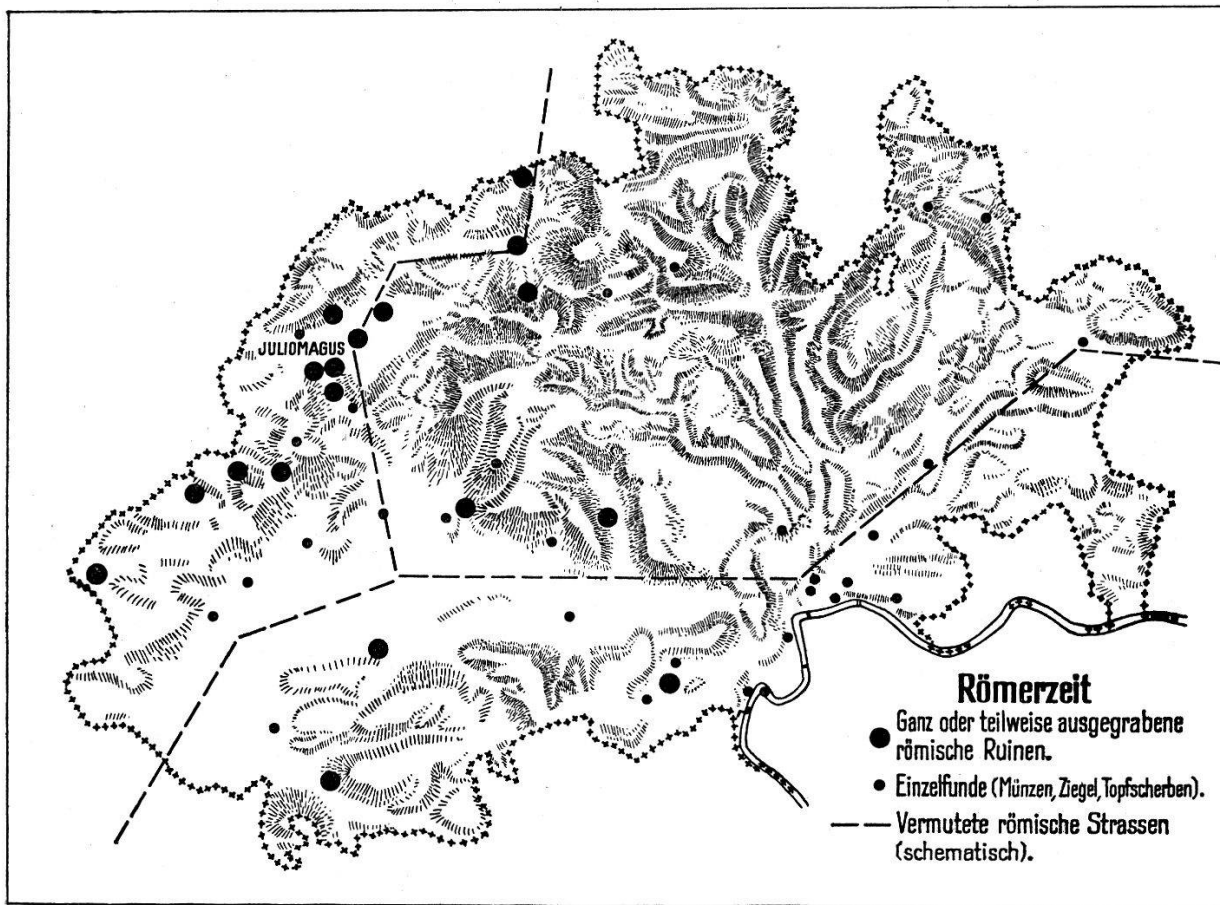 JULIOMAGUS
Römerzeit
Ganz oder teilweise ausgegrabene
römische Ruinen.
Einzelfunde (Münzen, Ziegel, Topfscherben).
Vermutete römische Strassen
(schematisch).